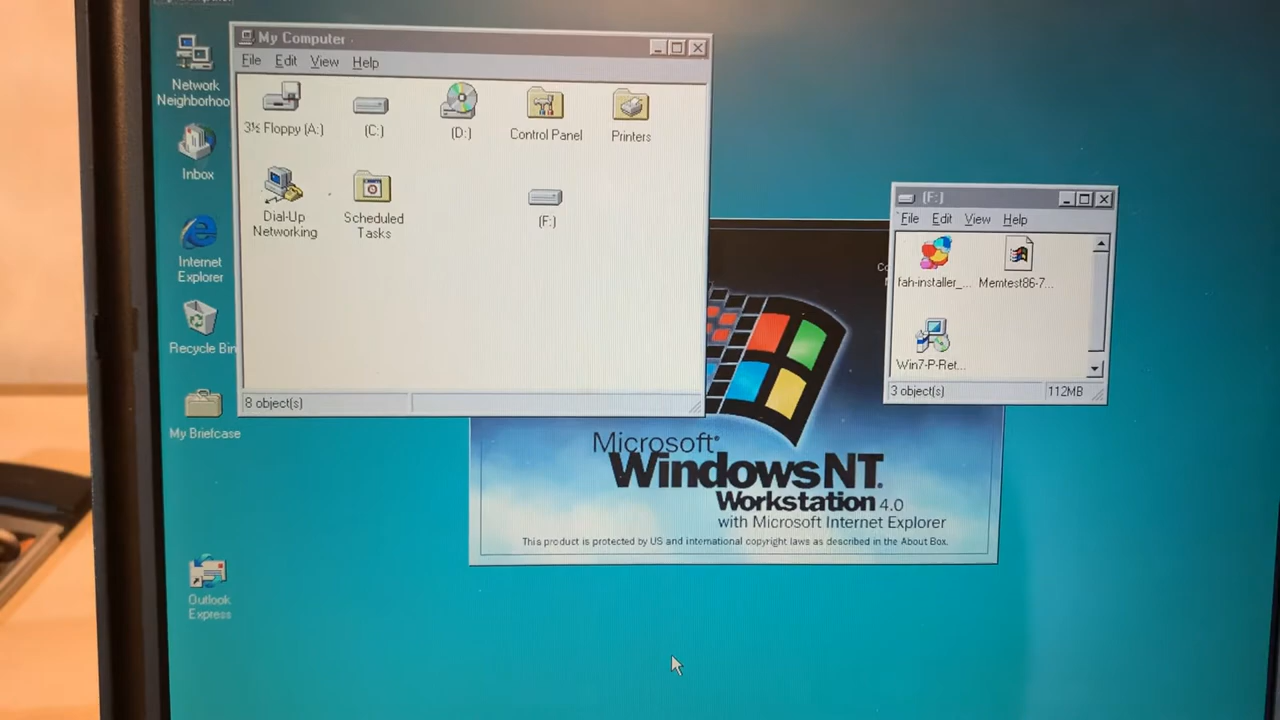 My Computer
File Edit View Help
3½ Floppy (A:)
(C:)
(D:)
Control Panel
Printers
Dial-Up
Networking
Scheduled
Tasks
(F:)
8 object(s)
Network
Neighborhoo
Inbox
Internet
Explorer
Recycle Bin
My Briefcase
Outlook
Express
(F:)
File Edit View Help
fah-installer_...
Memtest86-7...
Win7-P-Ret...
3 object(s)
112MB
Microsoft®
WindowsNT.
Workstation 4.0
with Microsoft Internet Explorer
This product is protected by US and international copyright laws as described in the About Box.